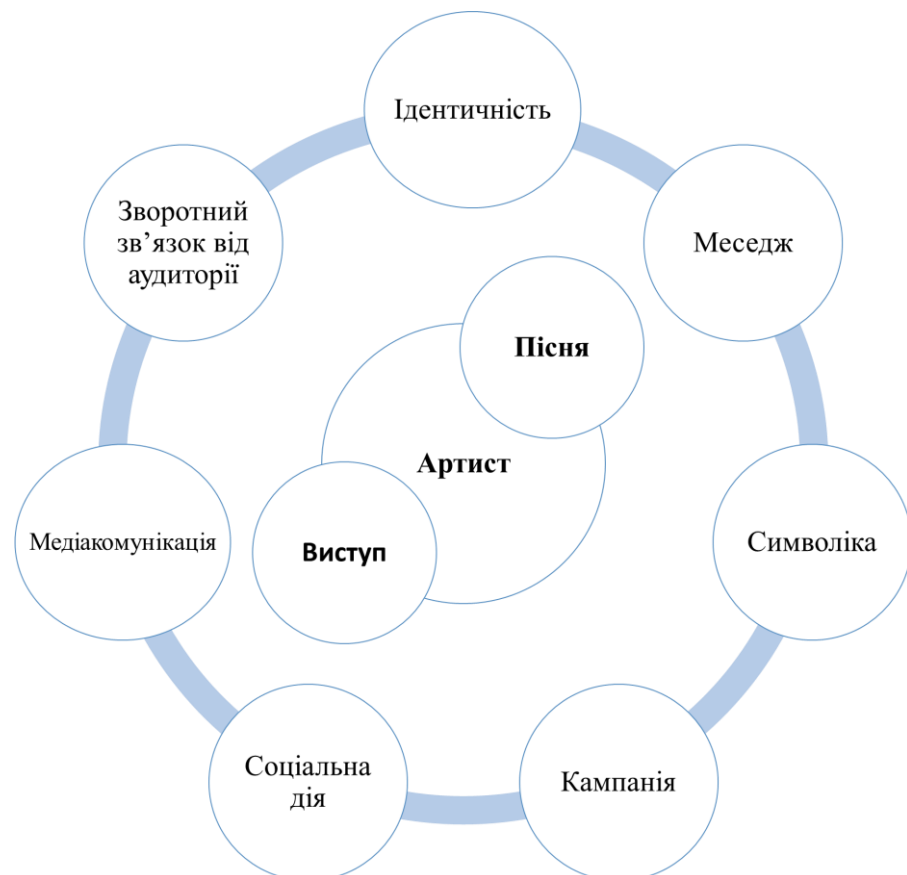 Ідентичність
Зворотний
зв’язок від
аудиторії
Меседж
Пісня
Артист
Медіакомунікація
Виступ
Символіка
Соціальна
дія
Кампанія